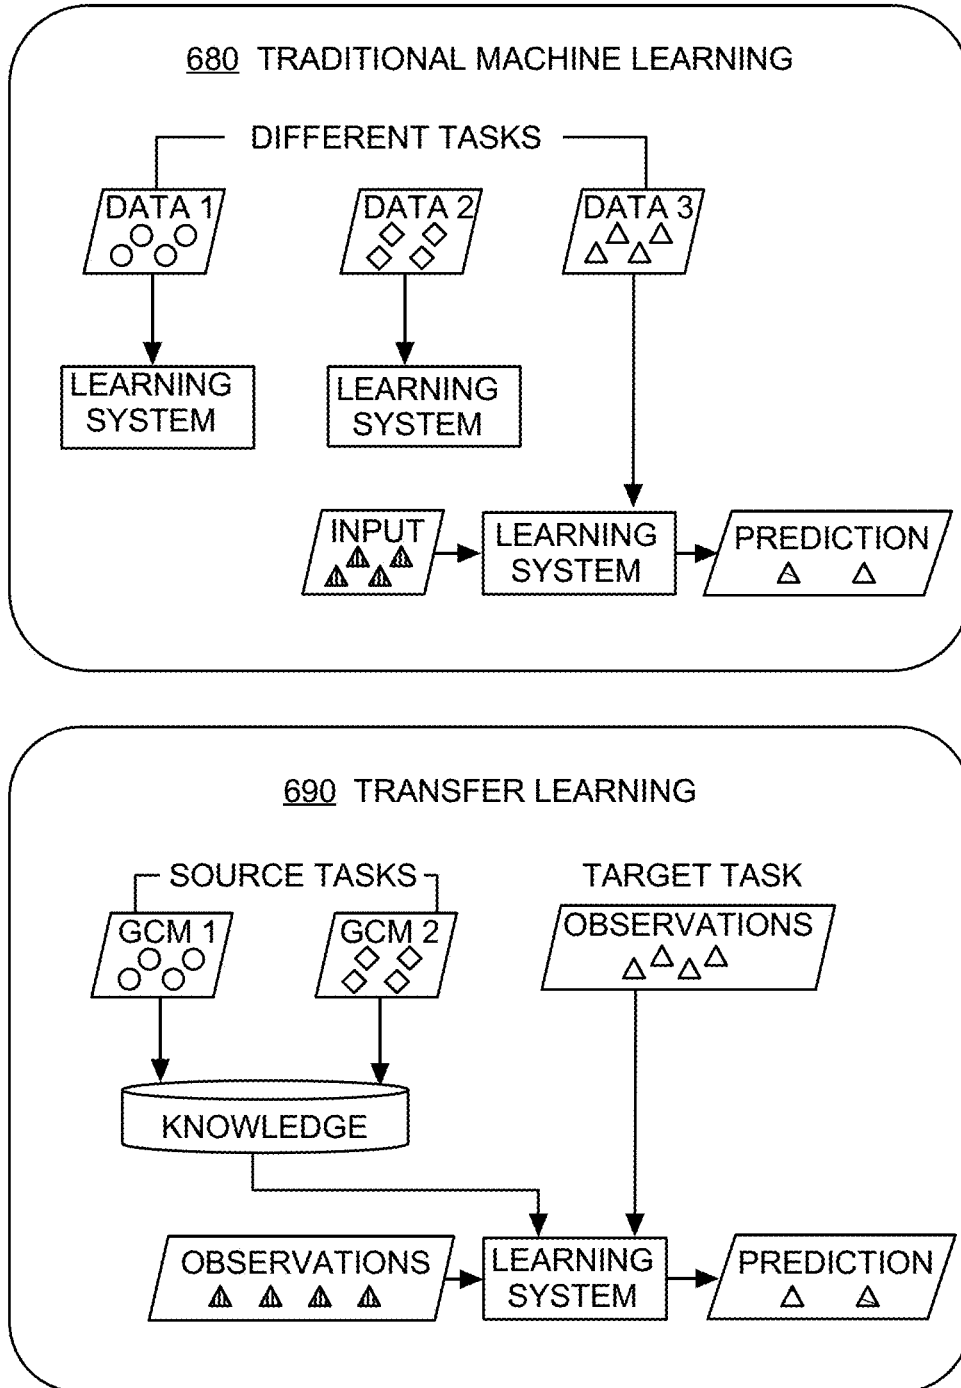 680 TRADITIONAL MACHINE LEARNING
DIFFERENT TASKS
DATA 1
DATA 2
DATA 3
LEARNING
SYSTEM
LEARNING
SYSTEM
INPUT
LEARNING
SYSTEM
PREDICTION
690 TRANSFER LEARNING
SOURCE TASKS
TARGET TASK
GCM 1
GCM 2
OBSERVATIONS
KNOWLEDGE
OBSERVATIONS
LEARNING
SYSTEM
PREDICTION